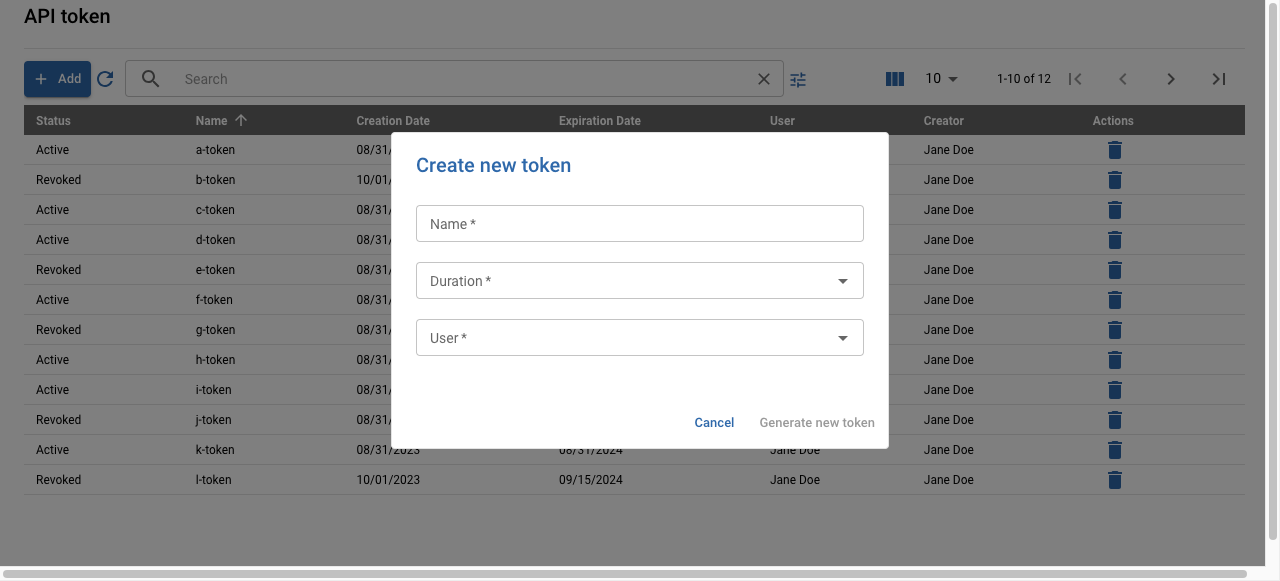 API token
Add
Search
10
1-10 of 12
Status Name Creation Date Expiration Date User Creator Actions
Active a-token 08/31/ Jane Doe
Revoked b-token 10/01/ Jane Doe
Active c-token 08/31/ Jane Doe
Active d-token 08/31/ Jane Doe
Revoked e-token 08/31/ Jane Doe
Active f-token 08/31/ Jane Doe
Revoked g-token 08/31/ Jane Doe
Active h-token 08/31/ Jane Doe
Active i-token 08/31/ Jane Doe
Revoked j-token 08/31/ Jane Doe
Active k-token 08/31/2023 08/31/2024 Jane Doe Jane Doe
Revoked l-token 10/01/2023 09/15/2024 Jane Doe Jane Doe
Create new token
Name *
Duration *
User *
Cancel Generate new token